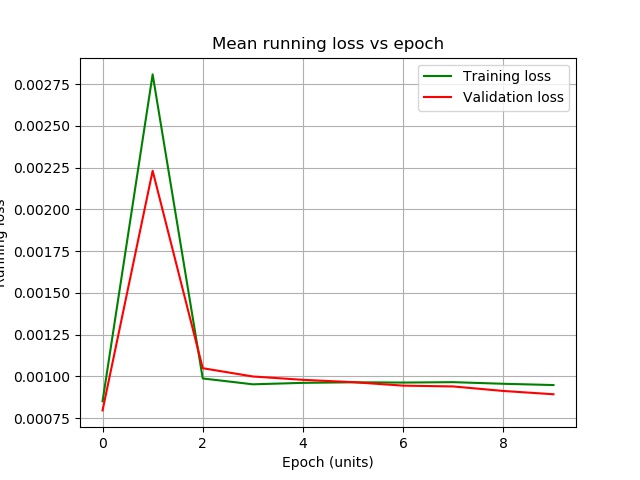 Mean running loss vs epoch
Training loss
Validation loss
0.00275
0.00250
0.00225
0.00200
0.00175
0.00150
0.00125
0.00100
0.00075
Running loss
0 2 4 6 8
Epoch (units)